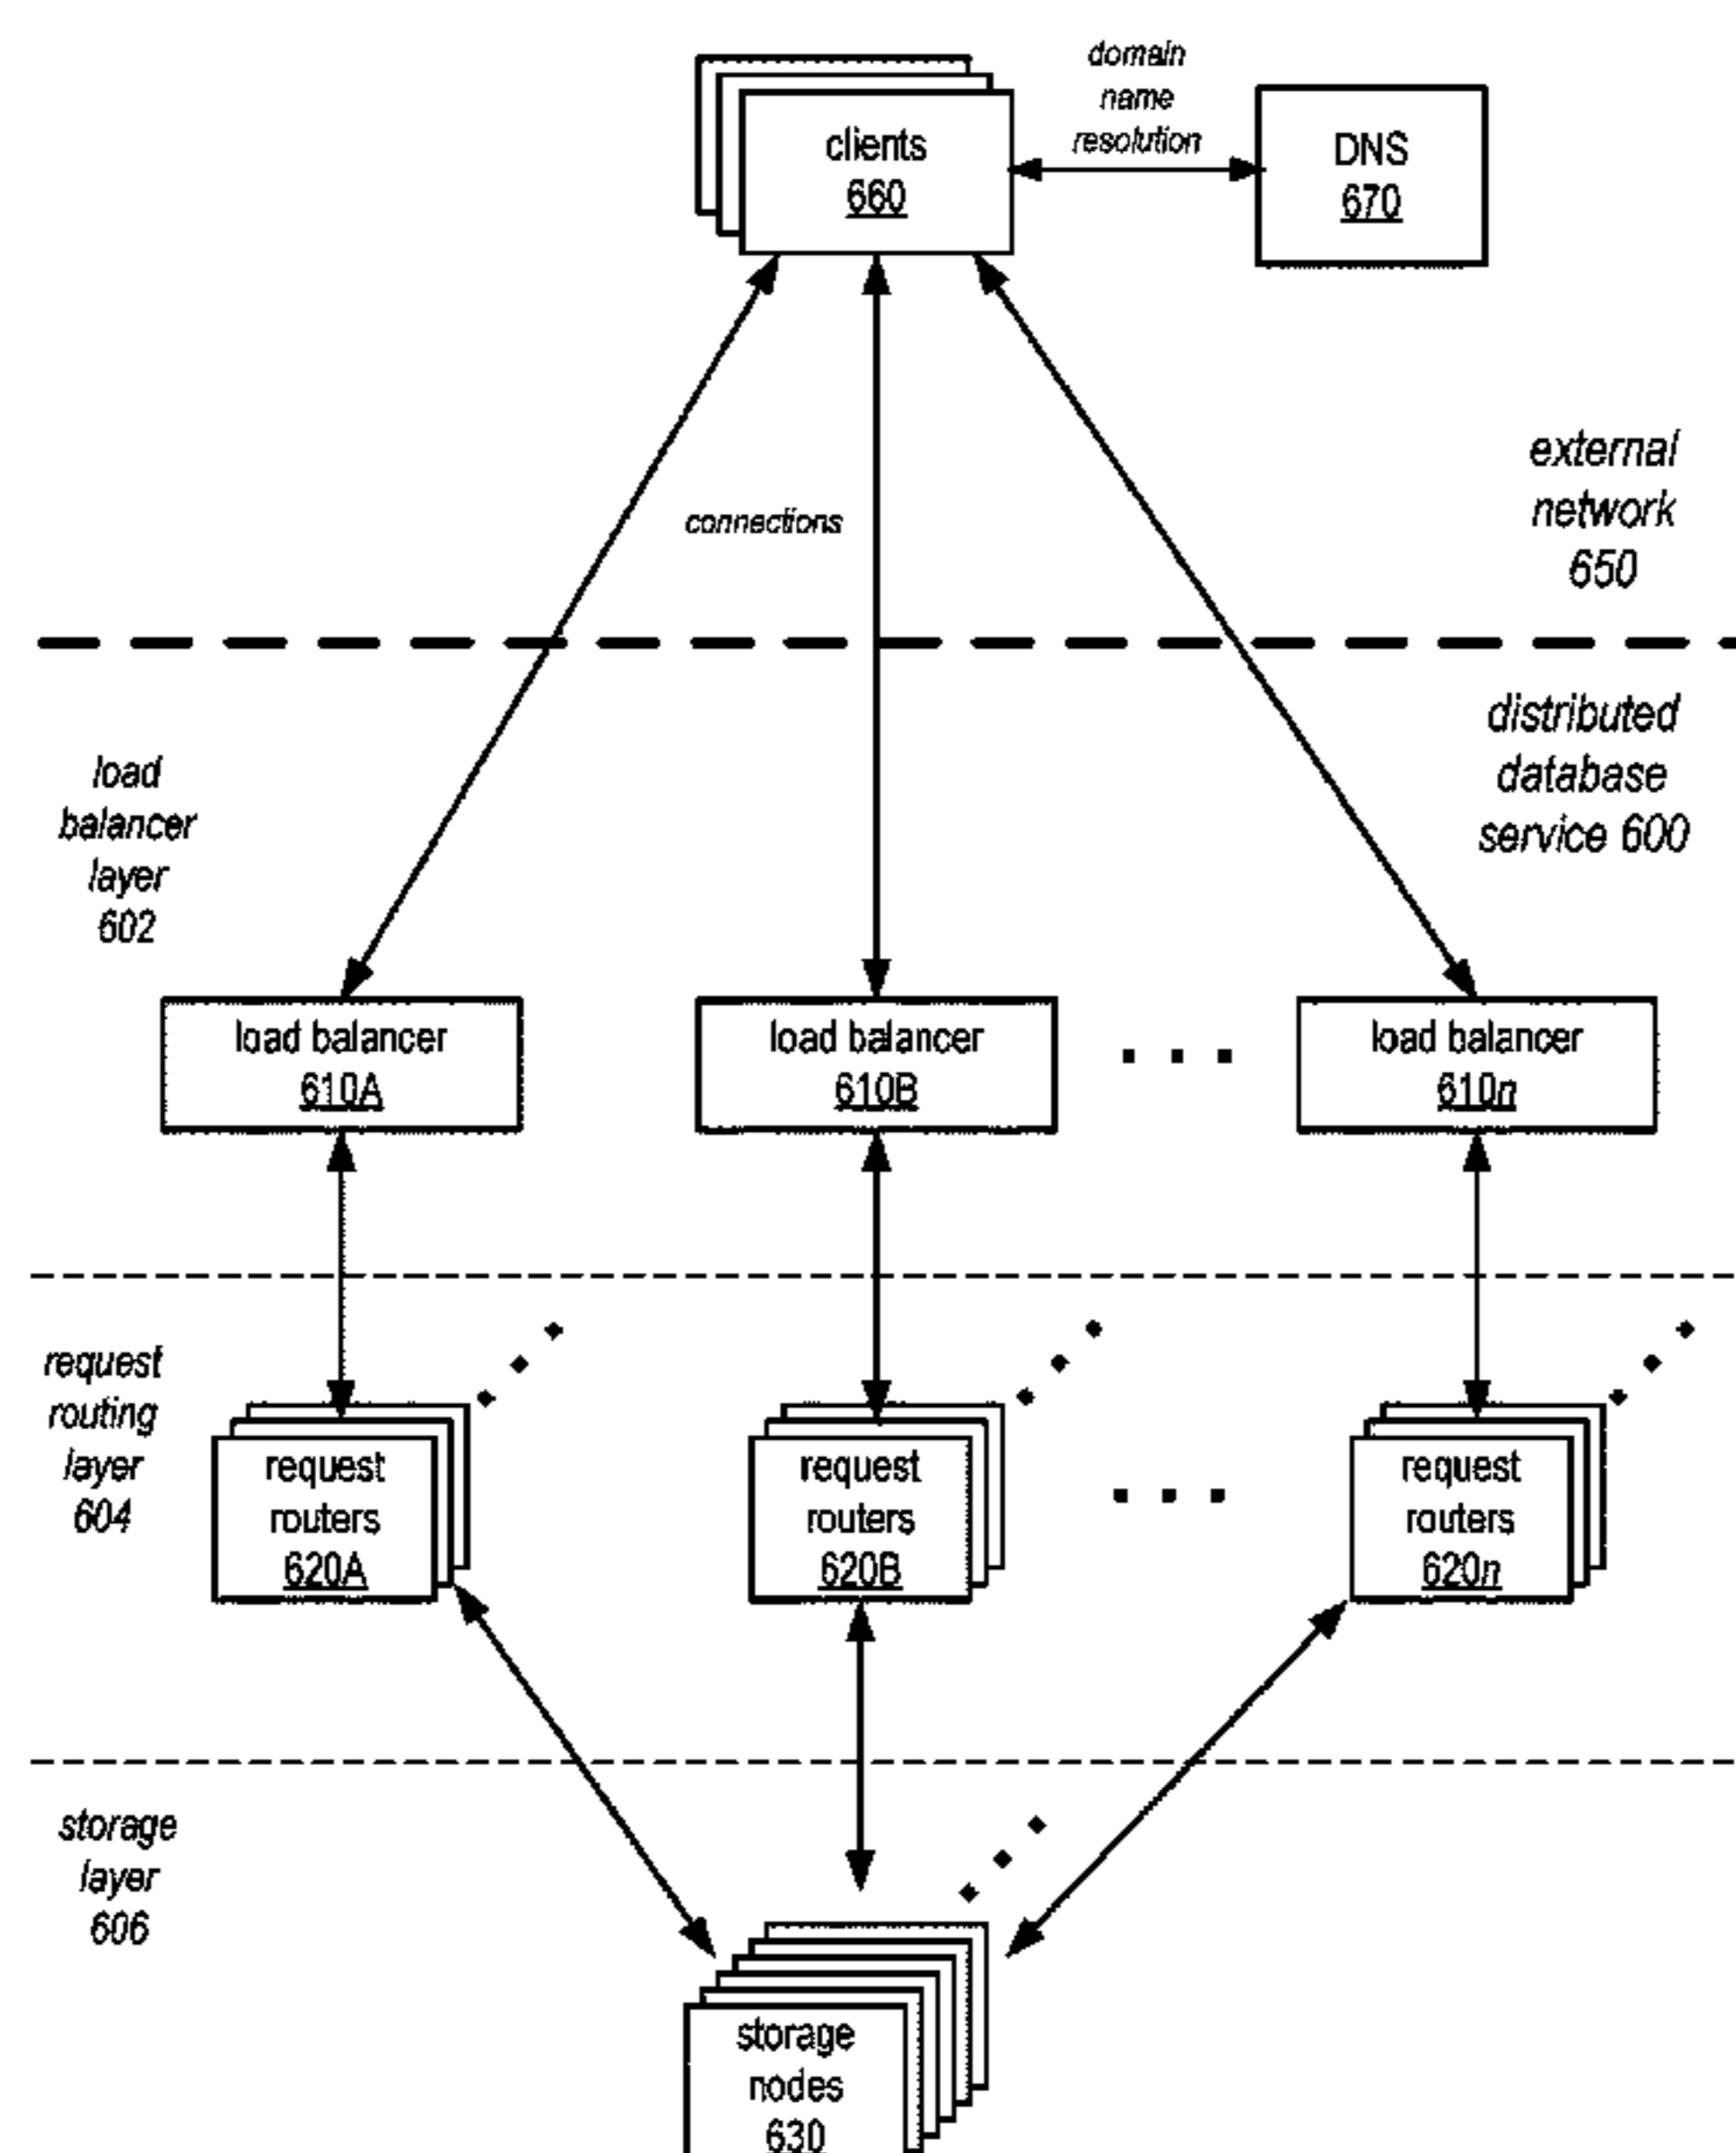 domain
name
resolution
clients
660
DNS
670
external
network
650
connections
distributed
database
service 600
load
balancer
layer
602
load balancer
610A
load balancer
610B
load balancer
610n
request
routing
layer
604
request
routers
620A
request
routers
620B
request
routers
620n
storage
layer
606
storage
nodes
630